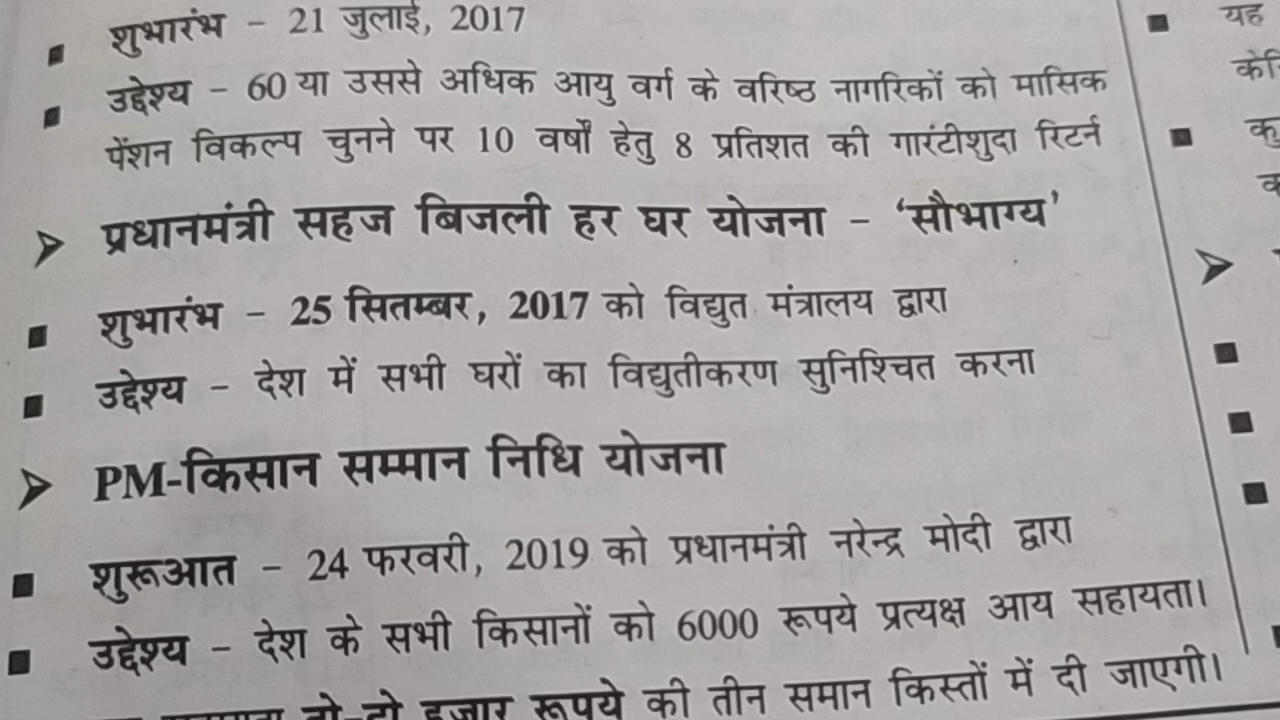 शुभारंभ – 21 जुलाई, 2017
उद्देश्य – 60 या उससे अधिक आयु वर्ग के वरिष्ठ नागरिकों को मासिक
पेंशन विकल्प चुनने पर 10 वर्षों हेतु 8 प्रतिशत की गारंटीशुदा रिटर्न
प्रधानमंत्री सहज बिजली हर घर योजना – ‘सौभाग्य’
शुभारंभ – 25 सितम्बर, 2017 को विद्युत मंत्रालय द्वारा
उद्देश्य – देश में सभी घरों का विद्युतीकरण सुनिश्चित करना
PM-किसान सम्मान निधि योजना
शुरूआत – 24 फरवरी, 2019 को प्रधानमंत्री नरेन्द्र मोदी द्वारा
उद्देश्य – देश के सभी किसानों को 6000 रूपये प्रत्यक्ष आय सहायता।
दो-दो हजार रूपये की तीन समान किस्तों में दी जाएगी।
यह